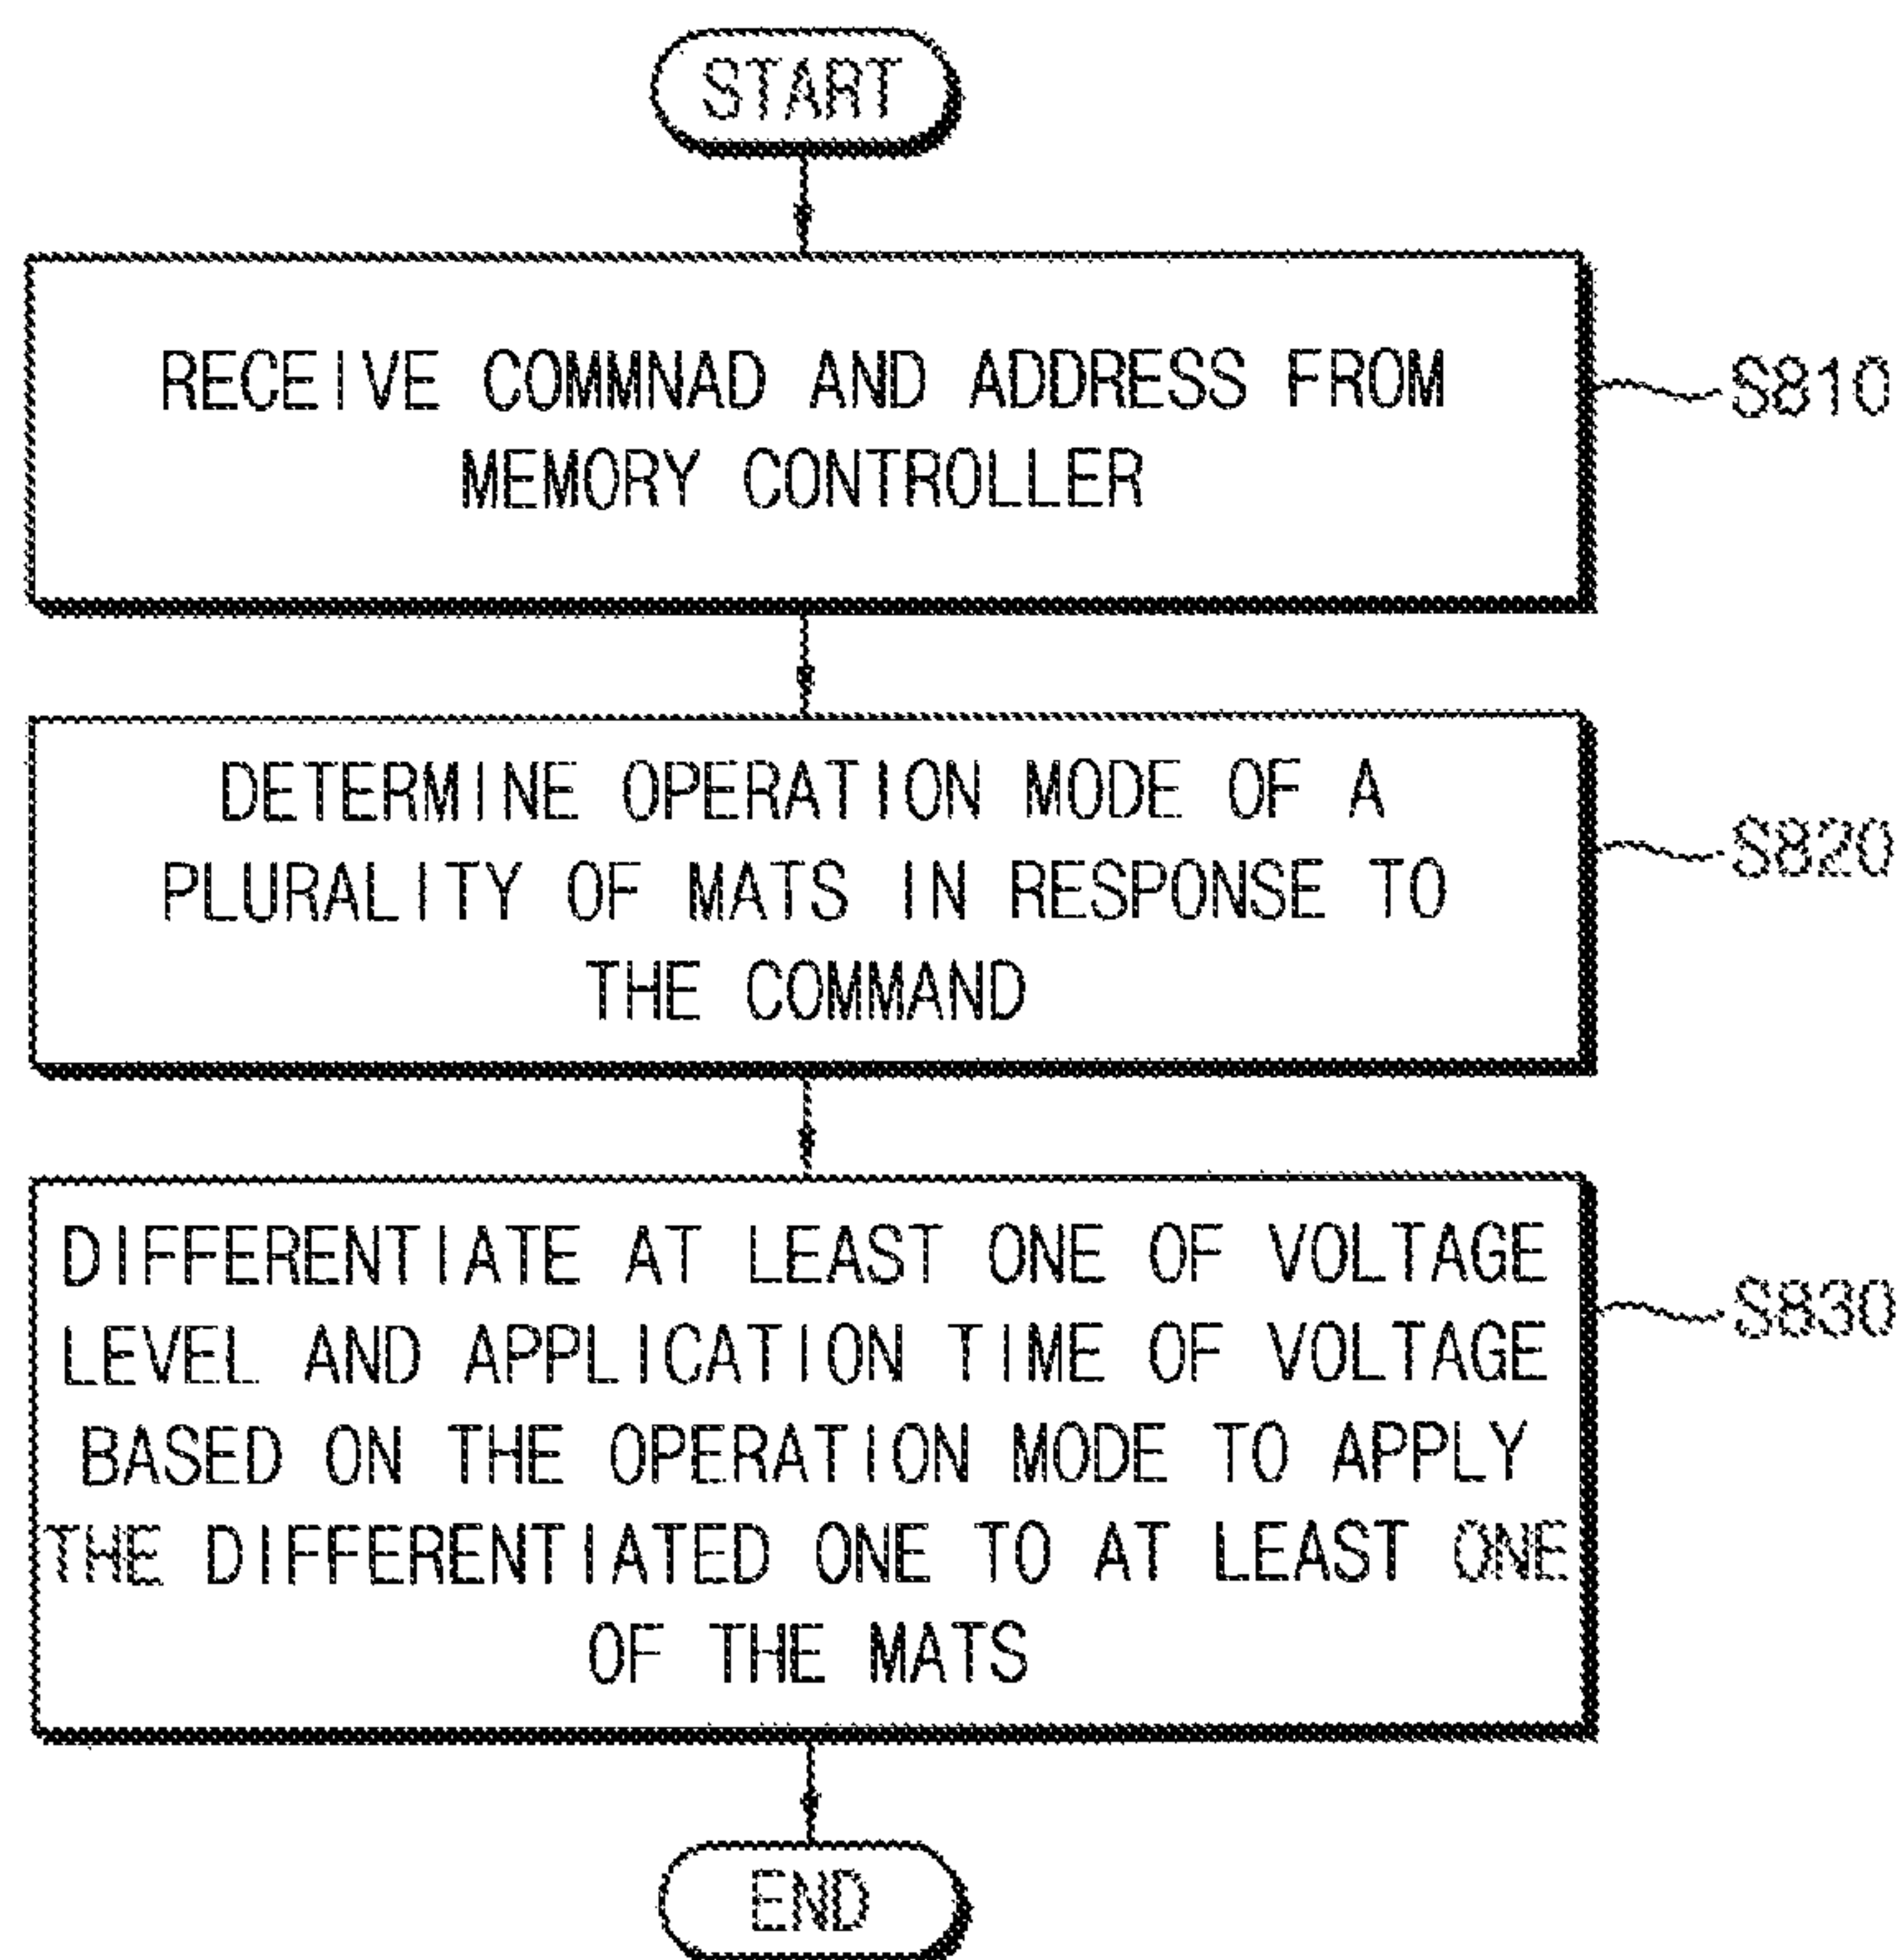 START
RECEIVE COMMNAD AND ADDRESS FROM
MEMORY CONTROLLER
S810
DETERMINE OPERATION MODE OF A
PLURALITY OF MATS IN RESPONSE TO
THE COMMAND
S820
DIFFERENTIATE AT LEAST ONE OF VOLTAGE
LEVEL AND APPLICATION TIME OF VOLTAGE
BASED ON THE OPERATION MODE TO APPLY
THE DIFFERENTIATED ONE TO AT LEAST ONE
OF THE MATS
S830
END